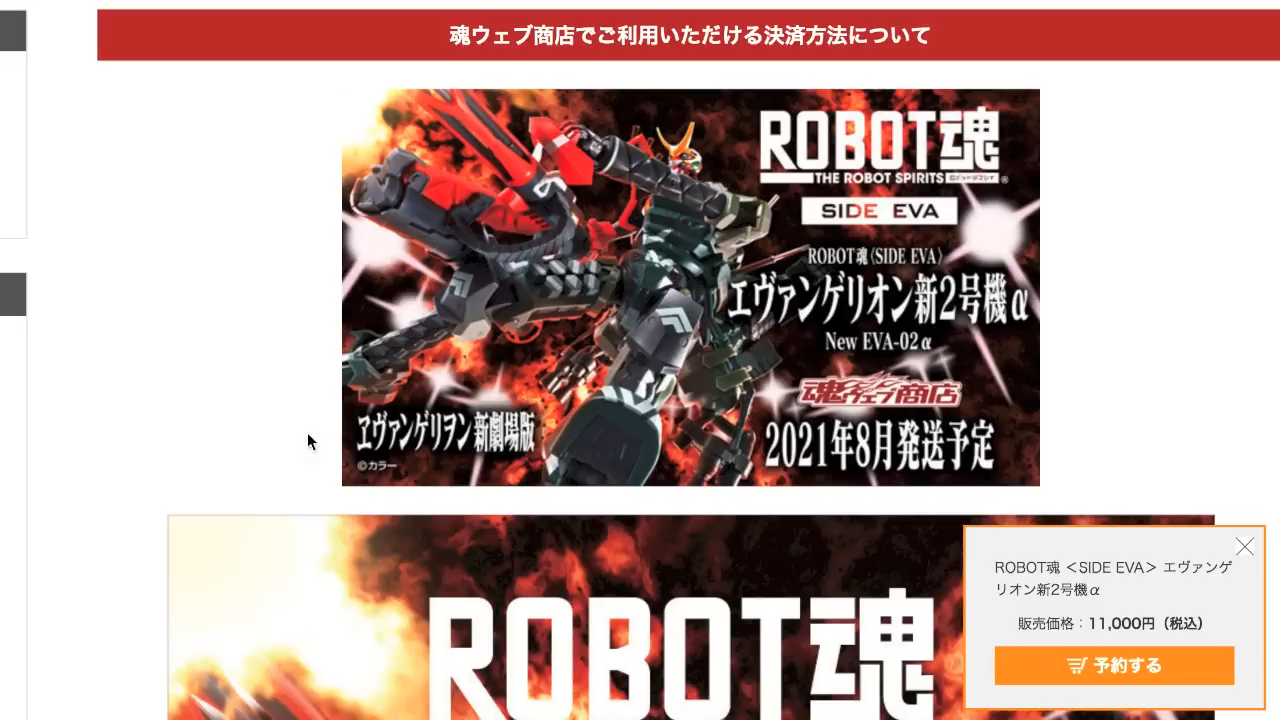 魂ウェブ商店でご利用いただける決済方法について
ROBOT魂
THE ROBOT SPIRITS
SIDE EVA
ROBOT魂〈SIDE EVA〉
エヴァンゲリオン新2号機α
New EVA-02α
魂ウェブ商店
2021年8月発送予定
ヱヴァンゲリヲン新劇場版
©カラー
ROBOT魂
ROBOT魂 ＜SIDE EVA＞ エヴァンゲ
リオン新2号機α
販売価格：11,000円（税込）
予約する